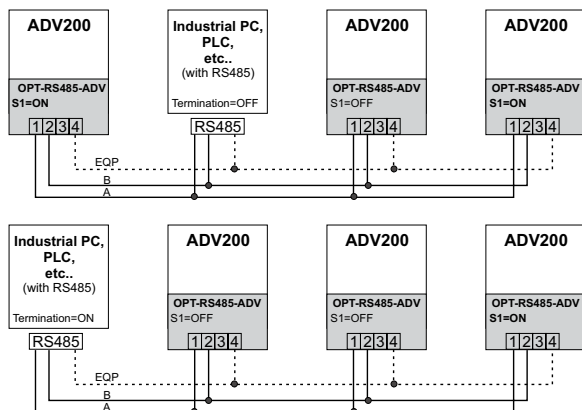 ADV200
OPT-RS485-ADV
S1=ON
1 2 3 4
Industrial PC,
PLC,
etc..
(with RS485)
Termination=OFF
RS485
ADV200
OPT-RS485-ADV
S1=OFF
1 2 3 4
ADV200
OPT-RS485-ADV
S1=ON
1 2 3 4
EQP
B
A
Industrial PC,
PLC,
etc..
(with RS485)
Termination=ON
RS485
ADV200
OPT-RS485-ADV
S1=OFF
1 2 3 4
ADV200
OPT-RS485-ADV
S1=OFF
1 2 3 4
ADV200
OPT-RS485-ADV
S1=ON
1 2 3 4
EQP
B
A